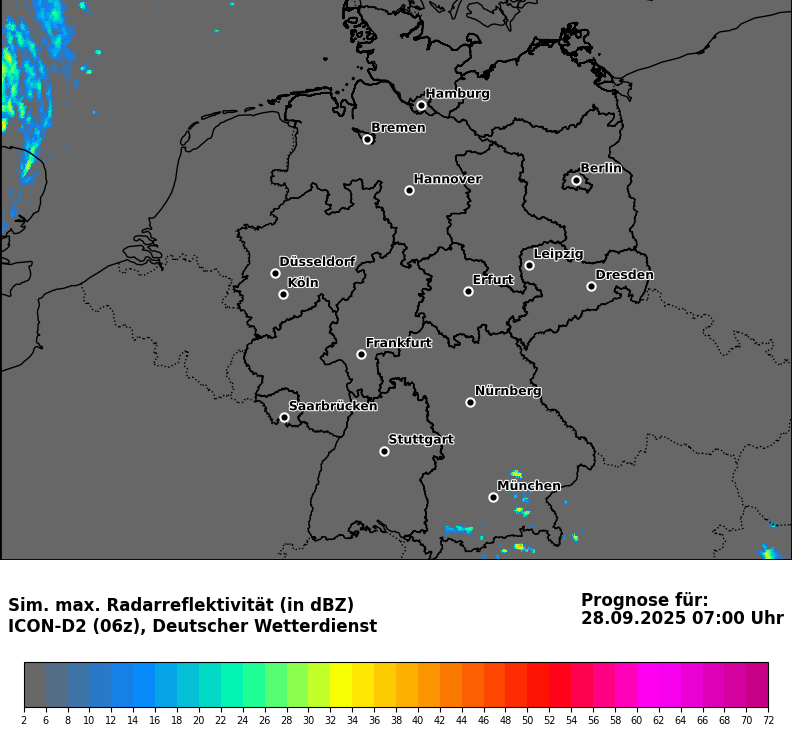 Hamburg
Bremen
Berlin
Hannover
Leipzig
Düsseldorf
Dresden
Erfurt
Köln
Frankfurt
Nürnberg
Saarbrücken
Stuttgart
München
Sim. max. Radarreflektivität (in dBZ)
ICON-D2 (06z), Deutscher Wetterdienst
Prognose für:
28.09.2025 07:00 Uhr
2 6 8 10 12 14 16 18 20 22 24 26 28 30 32 34 36 38 40 42 44 46 48 50 52 54 56 58 60 62 64 66 68 70 72